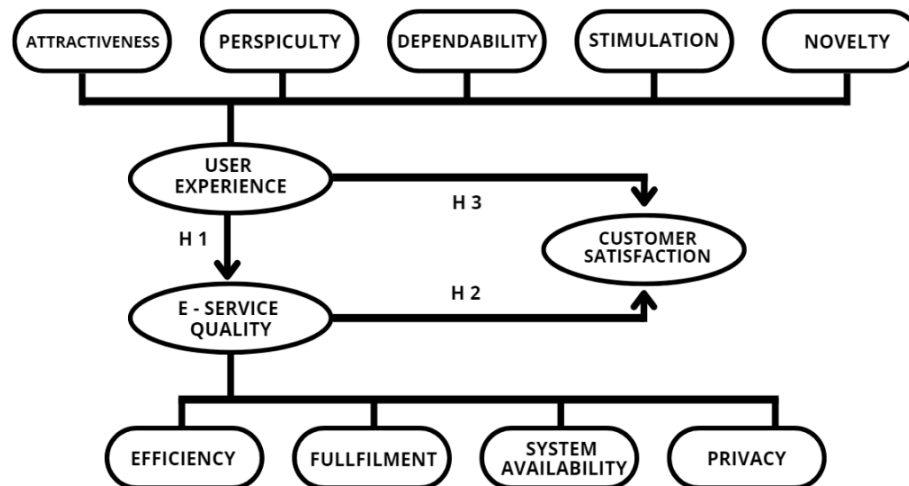 ATTRACTIVENESS
PERSPICULTY
DEPENDABILITY
STIMULATION
NOVELTY
USER
EXPERIENCE
H 3
H 1
CUSTOMER
SATISFACTION
E - SERVICE
QUALITY
H 2
EFFICIENCY
FULLFILMENT
SYSTEM
AVAILABILITY
PRIVACY